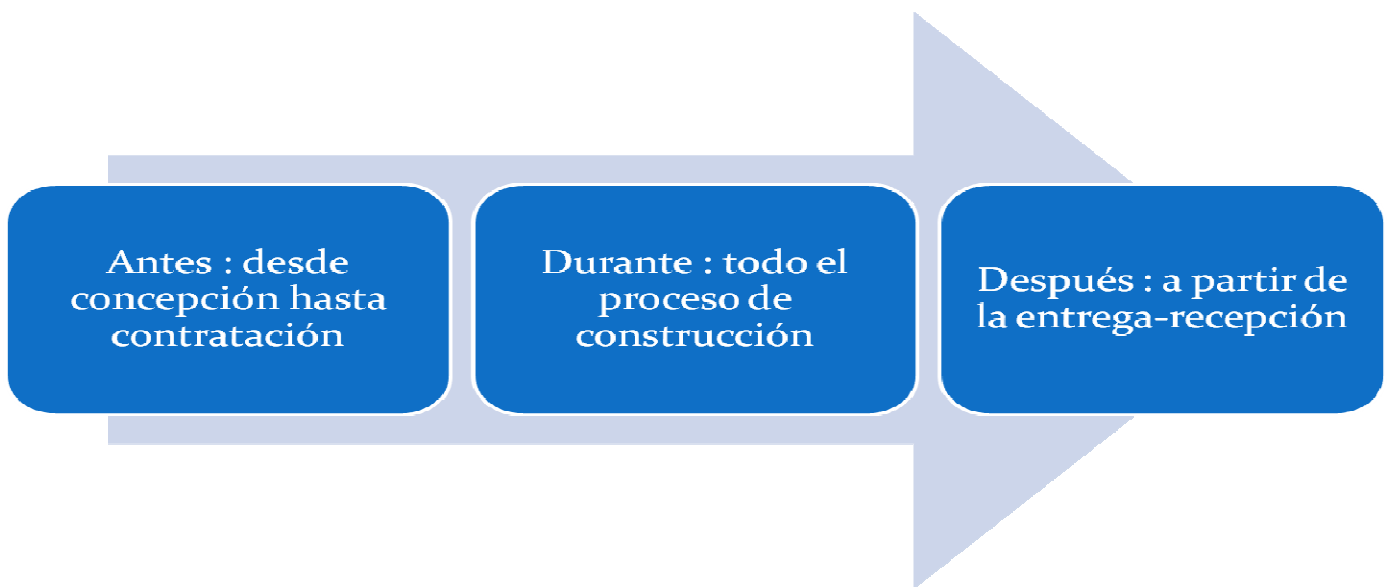 Antes : desde
concepción hasta
contratación
Durante : todo el
proceso de
construcción
Después : a partir de
la entrega-recepción